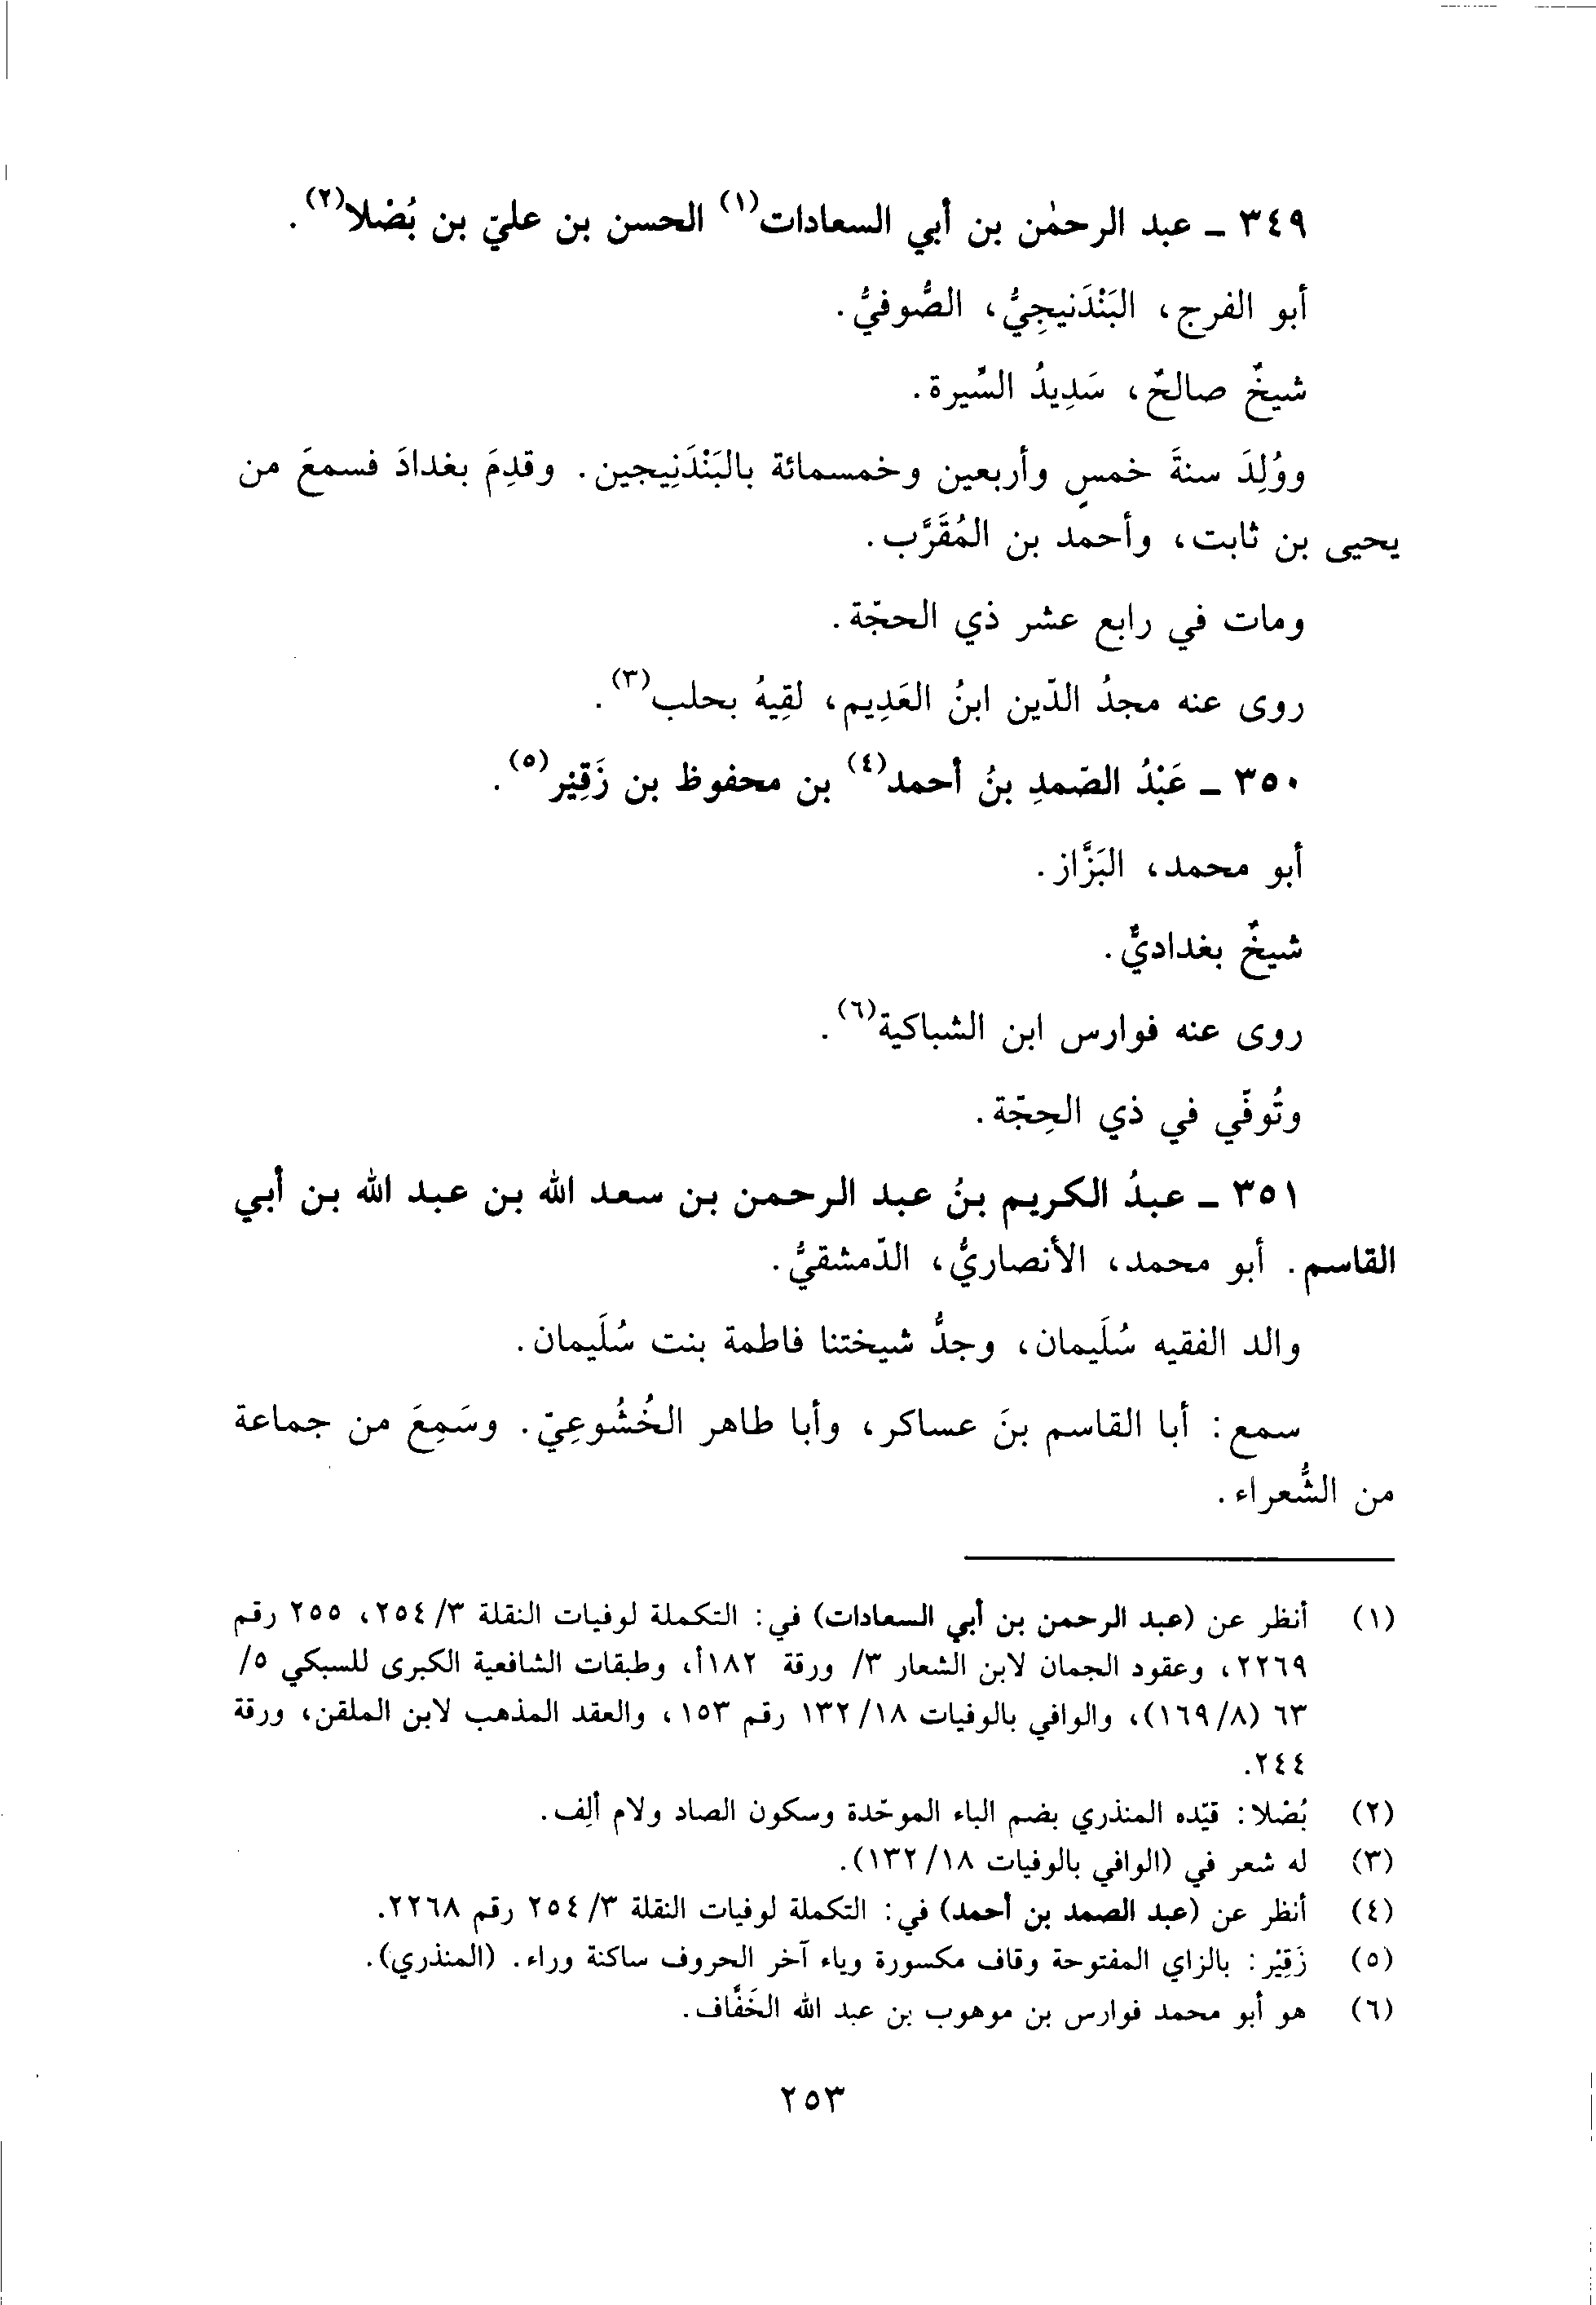 ٣٤٩ ـ عبد الرحمٰن بن أبي السعادات(١) الحسن بن عليّ بن بُضلا(٢).
أبو الفرج، البَنْدَنيجِيُّ، الصُّوفيُّ.
شيخٌ صالحٌ، سَدِيدُ السِّيرة.
ووُلِدَ سنةَ خمسٍ وأربعين وخمسمائة بالبَنْدَنِيجين. وقدِمَ بغدادَ فسمعَ من
يحيى بن ثابت، وأحمد بن المُقَرَّب.
ومات في رابع عشر ذي الحجّة.
روى عنه مجدُ الدّين ابنُ العَدِيم، لقِيهُ بحلب(٣).
٣٥٠ ـ عَبْدُ الصّمدِ بنُ أحمد(٤) بن محفوظ بن زَقِيْر(٥).
أبو محمد، البَزَّاز.
شيخٌ بغداديٌّ.
روى عنه فوارس ابن الشباكية(٦).
وتُوفّي في ذي الحِجّة.
٣٥١ ـ عبدُ الكريم بنُ عبد الرحمن بن سعد الله بن عبد الله بن أبي
القاسم. أبو محمد، الأنصاريُّ، الدّمشقيُّ.
والد الفقيه سُلَيمان، وجدُّ شيختنا فاطمة بنت سُلَيمان.
سمع: أبا القاسم بنَ عساكر، وأبا طاهر الخُشُوعِيّ. وسَمِعَ من جماعة
من الشُّعراء.
(١) أنظر عن (عبد الرحمن بن أبي السعادات) في: التكملة لوفيات النقلة ٣/ ٢٥٤، ٢٥٥ رقم
٢٢٦٩، وعقود الجمان لابن الشعار ٣/ ورقة ١٨٢أ، وطبقات الشافعية الكبرى للسبكي ٥/
٦٣ (٨/ ١٦٩)، والوافي بالوفيات ١٨/ ١٣٢ رقم ١٥٣، والعقد المذهب لابن الملقن، ورقة
٢٤٤.
(٢) بُضلا: قيّده المنذري بضم الباء الموحّدة وسكون الصاد ولام ألِف.
(٣) له شعر في (الوافي بالوفيات ١٨/ ١٣٢).
(٤) أنظر عن (عبد الصمد بن أحمد) في: التكملة لوفيات النقلة ٣/ ٢٥٤ رقم ٢٢٦٨.
(٥) زَقِيْر: بالزاي المفتوحة وقاف مكسورة وياء آخر الحروف ساكنة وراء. (المنذري).
(٦) هو أبو محمد فوارس بن موهوب بن عبد الله الخَفَّاف.
٢٥٣